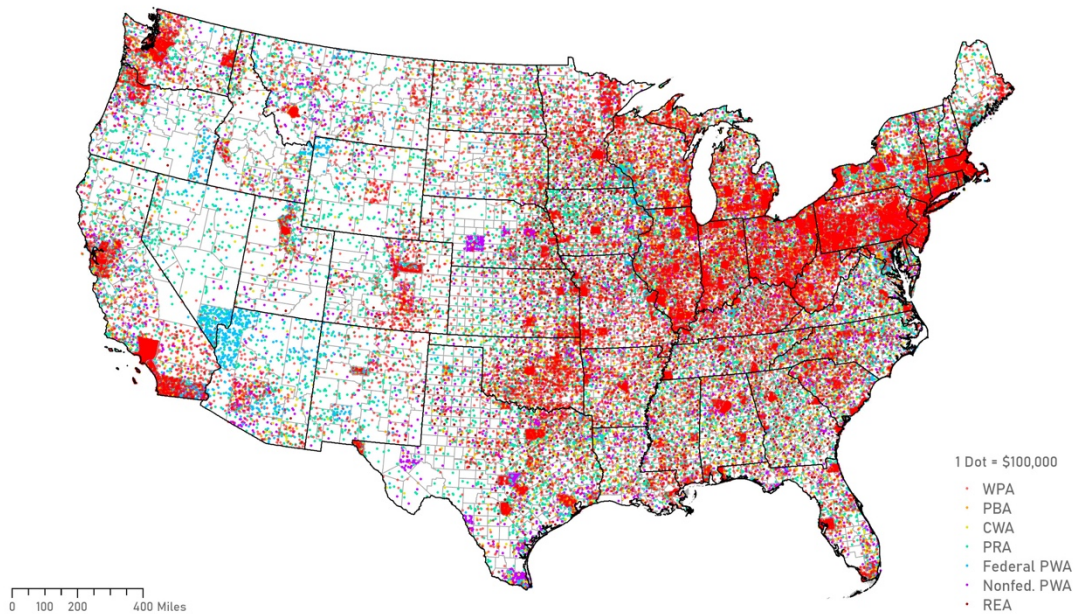 1 Dot = $100,000
WPA
PBA
CWA
PRA
Federal PWA
Nonfed. PWA
REA
0 100 200 400 Miles